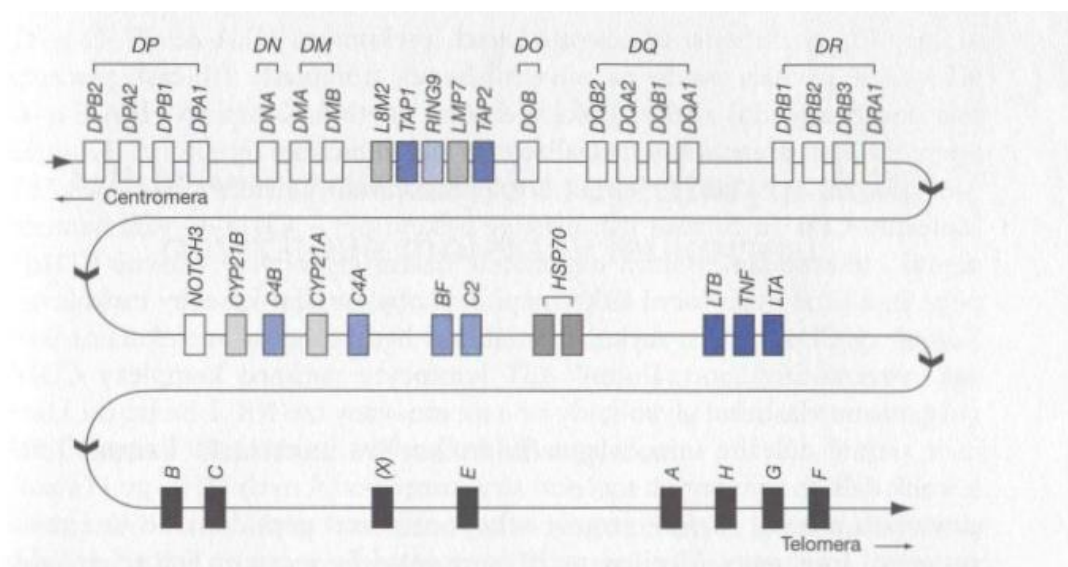 DP DN DM DO DQ DR
DPB2 DPA2 DPB1 DPA1 DNA DMA DMB L8M2 TAP1 RING9 LMP7 TAP2 DOB DQB2 DQA2 DQB1 DQA1 DRB1 DRB2 DRB3 DRA1
Centromera
NOTCH3 CYP21B C4B CYP21A C4A BF C2 HSP70 LTB TNF LTA
B C (X) E A H G F
Telomera